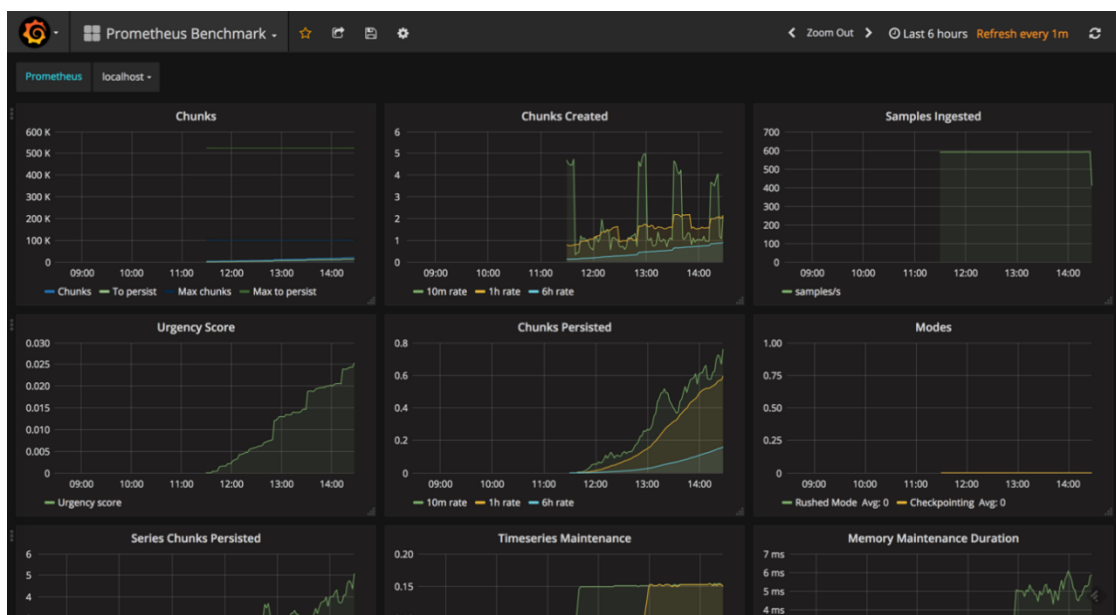 Prometheus Benchmark
Zoom Out
Last 6 hours Refresh every 1m
Prometheus localhost
Chunks
600 K
500 K
400 K
300 K
200 K
100 K
0
09:00 10:00 11:00 12:00 13:00 14:00
Chunks To persist Max chunks Max to persist
Chunks Created
6
5
4
3
2
1
0
09:00 10:00 11:00 12:00 13:00 14:00
10m rate 1h rate 6h rate
Samples Ingested
700
600
500
400
300
200
100
0
09:00 10:00 11:00 12:00 13:00 14:00
samples/s
Urgency Score
0.030
0.025
0.020
0.015
0.010
0.005
0
09:00 10:00 11:00 12:00 13:00 14:00
Urgency score
Chunks Persisted
0.8
0.6
0.4
0.2
0
09:00 10:00 11:00 12:00 13:00 14:00
10m rate 1h rate 6h rate
Modes
1.00
0.75
0.50
0.25
0
09:00 10:00 11:00 12:00 13:00 14:00
Rushed Mode Avg: 0 Checkpointing Avg: 0
Series Chunks Persisted
6
5
4
Timeseries Maintenance
0.20
0.15
Memory Maintenance Duration
7 ms
6 ms
5 ms
4 ms